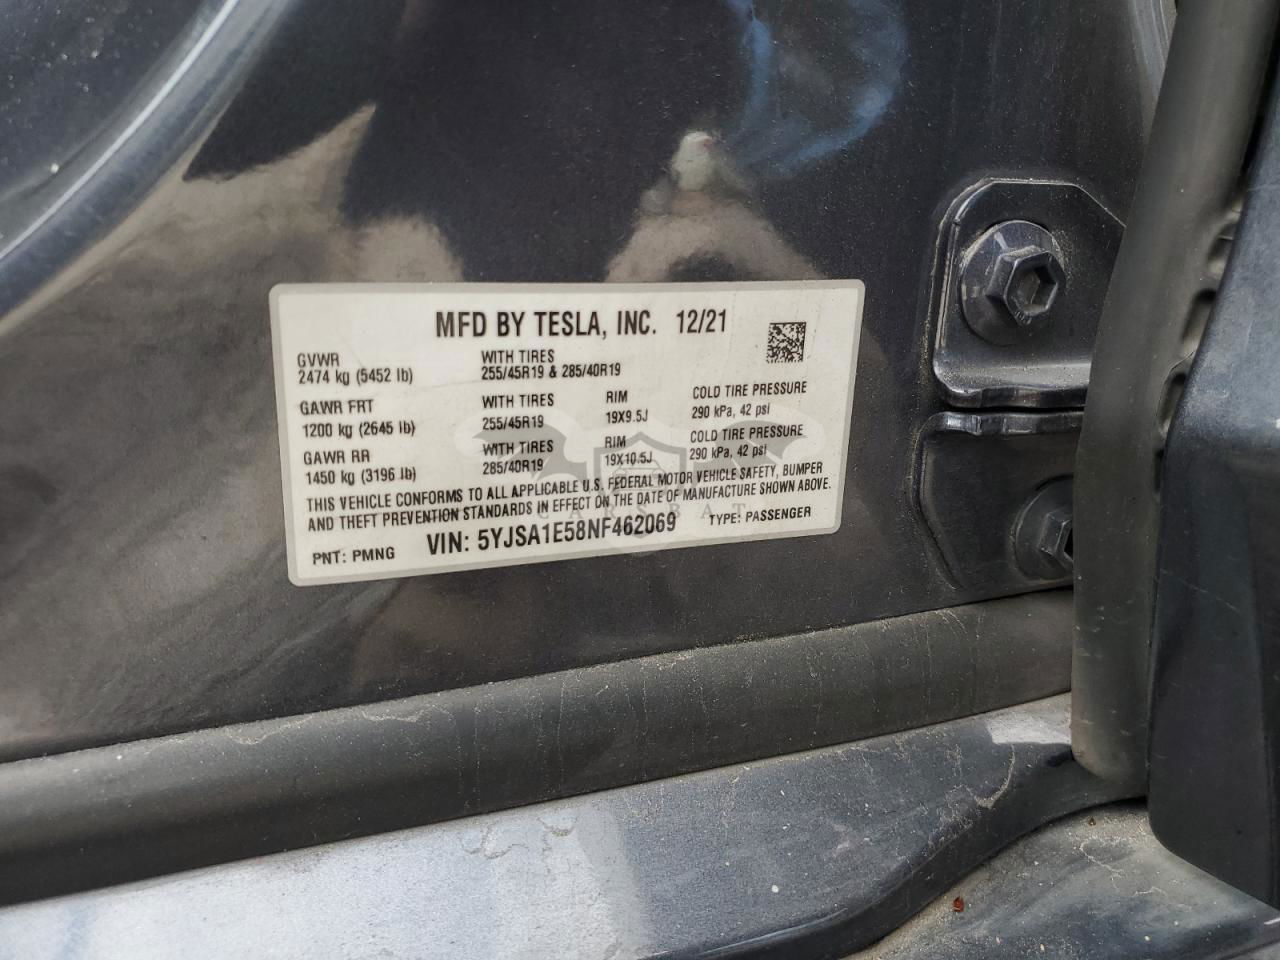 MFD BY TESLA, INC. 12/21
GVWR WITH TIRES
2474 kg (5452 lb) 255/45R19 & 285/40R19
GAWR FRT WITH TIRES RIM COLD TIRE PRESSURE
1200 kg (2645 lb) 255/45R19 19X9.5J 290 kPa, 42 psi
GAWR RR WITH TIRES RIM COLD TIRE PRESSURE
1450 kg (3196 lb) 285/40R19 19X10.5J 290 kPa, 42 psi
THIS VEHICLE CONFORMS TO ALL APPLICABLE U.S. FEDERAL MOTOR VEHICLE SAFETY, BUMPER
AND THEFT PREVENTION STANDARDS IN EFFECT ON THE DATE OF MANUFACTURE SHOWN ABOVE.
CARSBAT
PNT: PMNG VIN: 5YJSA1E58NF462069 TYPE: PASSENGER